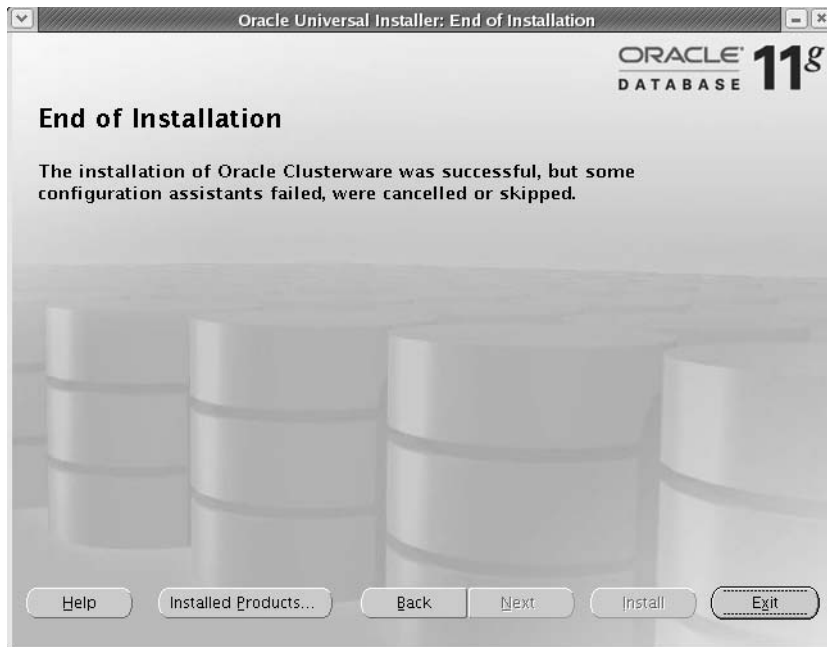 Oracle Universal Installer: End of Installation
ORACLE
DATABASE
11g
End of Installation
The installation of Oracle Clusterware was successful, but some
configuration assistants failed, were cancelled or skipped.
Help
Installed Products...
Back
Next
Install
Exit